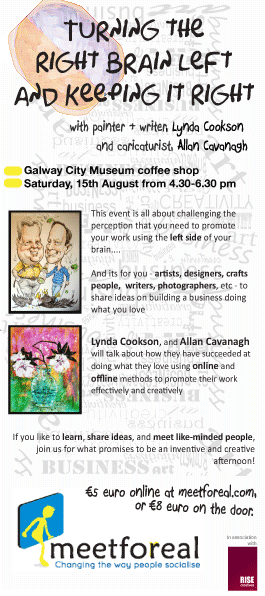 TURNING THE
RIGHT BRAIN LEFT
AND KEEPING IT RIGHT
with painter + writer, Lynda Cookson
and caricaturist, Allan Cavanagh
Galway City Museum coffee shop
Saturday, 15th August from 4.30-6.30 pm
This event is all about challenging the
perception that you need to promote
your work using the left side of your
brain....
And its for you - artists, designers, crafts
people, writers, photographers, etc - to
share ideas on building a business doing
what you love
Lynda Cookson, and Allan Cavanagh
will talk about how they have succeeded at
doing what they love using online and
offline methods to promote their work
effectively and creatively
If you like to learn, share ideas, and meet like-minded people,
join us for what promises to be an inventive and creative
afternoon!
BUSINESS art
€5 euro online at meetforeal.com,
or €8 euro on the door.
meetforeal
Changing the way people socialise
in association
with
RISE